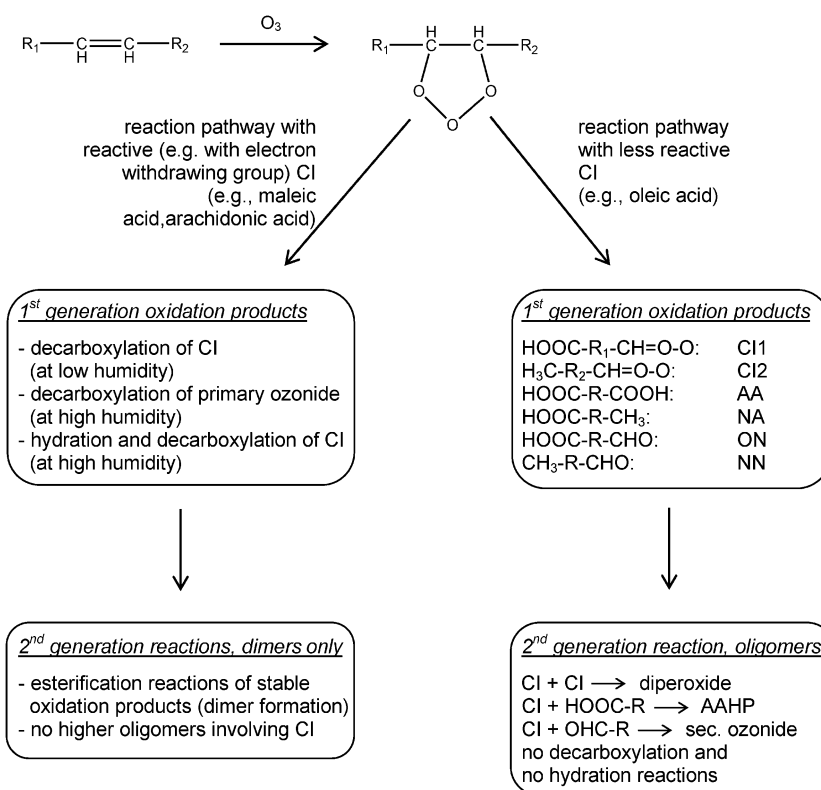 R₁—C=C—R₂
H H
O₃
H H
R₁—C—C—R₂
O O
O
reaction pathway with
reactive (e.g. with electron
withdrawing group) CI
(e.g., maleic
acid,arachidonic acid)
reaction pathway
with less reactive
CI
(e.g., oleic acid)
1st generation oxidation products
- decarboxylation of CI
(at low humidity)
- decarboxylation of primary ozonide
(at high humidity)
- hydration and decarboxylation of CI
(at high humidity)
1st generation oxidation products
HOOC-R₁-CH=O-O: CI1
H₃C-R₂-CH=O-O: CI2
HOOC-R-COOH: AA
HOOC-R-CH₃: NA
HOOC-R-CHO: ON
CH₃-R-CHO: NN
2nd generation reactions, dimers only
- esterification reactions of stable
oxidation products (dimer formation)
- no higher oligomers involving CI
2nd generation reaction, oligomers
CI + CI → diperoxide
CI + HOOC-R → AAHP
CI + OHC-R → sec. ozonide
no decarboxylation and
no hydration reactions